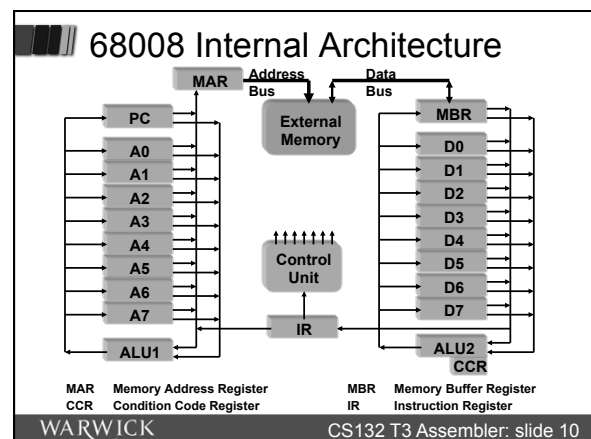 68008 Internal Architecture
MAR
Address
Bus
Data
Bus
External
Memory
PC
MBR
A0
A1
A2
A3
A4
A5
A6
A7
D0
D1
D2
D3
D4
D5
D6
D7
Control
Unit
IR
ALU1
ALU2
CCR
MAR Memory Address Register
MBR Memory Buffer Register
CCR Condition Code Register
IR Instruction Register
WARWICK
CS132 T3 Assembler: slide 10